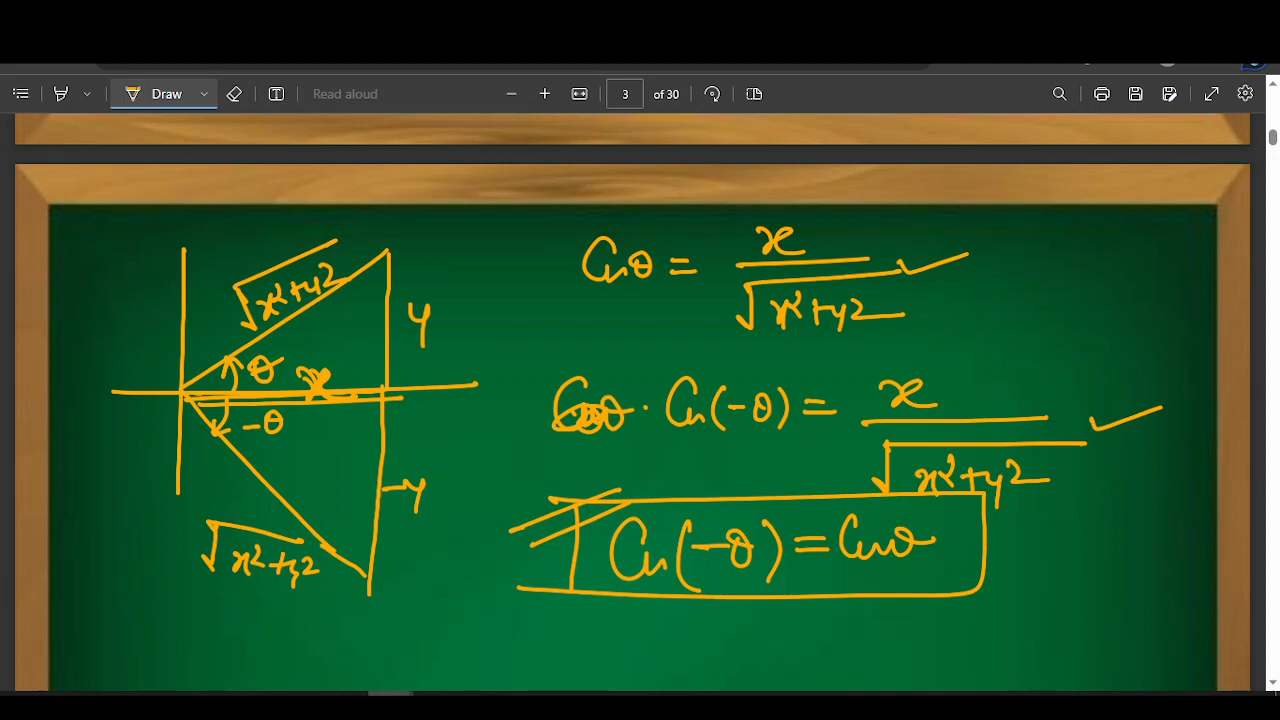 Draw
Read aloud
3 of 30
√x²+y²
y
θ
x
-θ
-y
√x²+y²
Cosθ = x / √x²+y²
Cos(-θ) = x / √x²+y²
Cos(-θ) = Cosθ